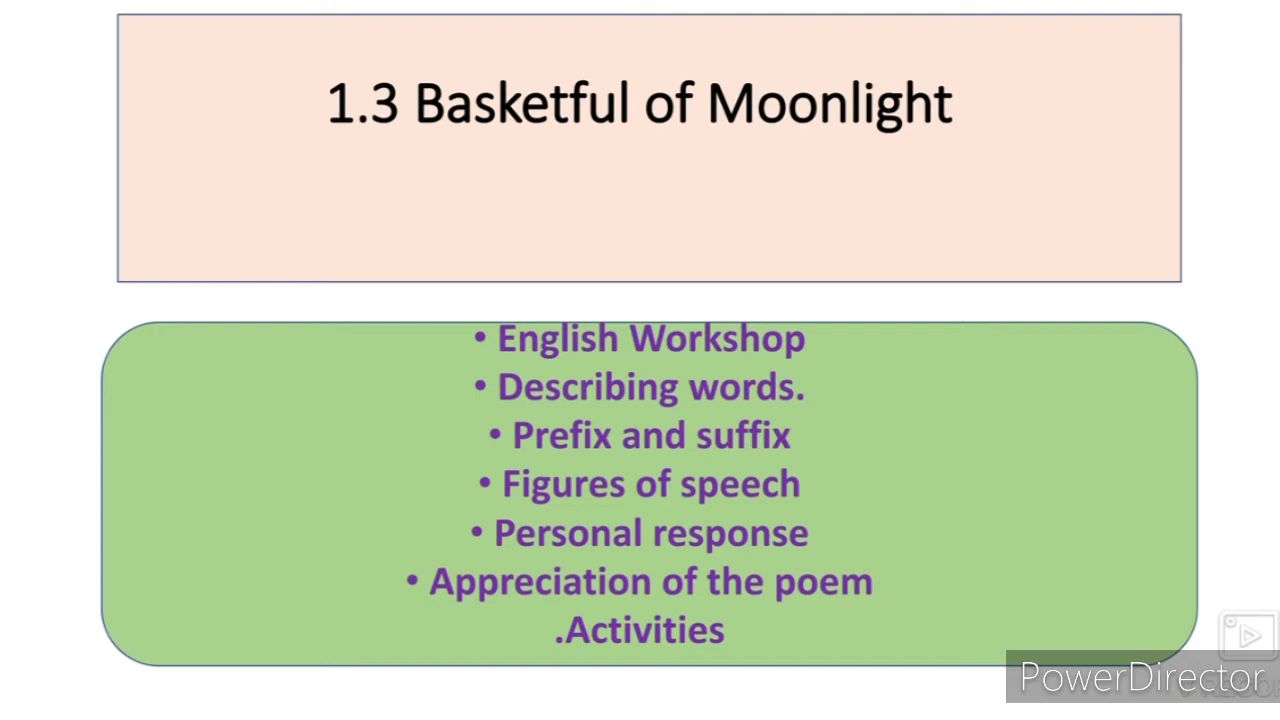 1.3 Basketful of Moonlight
• English Workshop
• Describing words.
• Prefix and suffix
• Figures of speech
• Personal response
• Appreciation of the poem
.Activities
PowerDirector